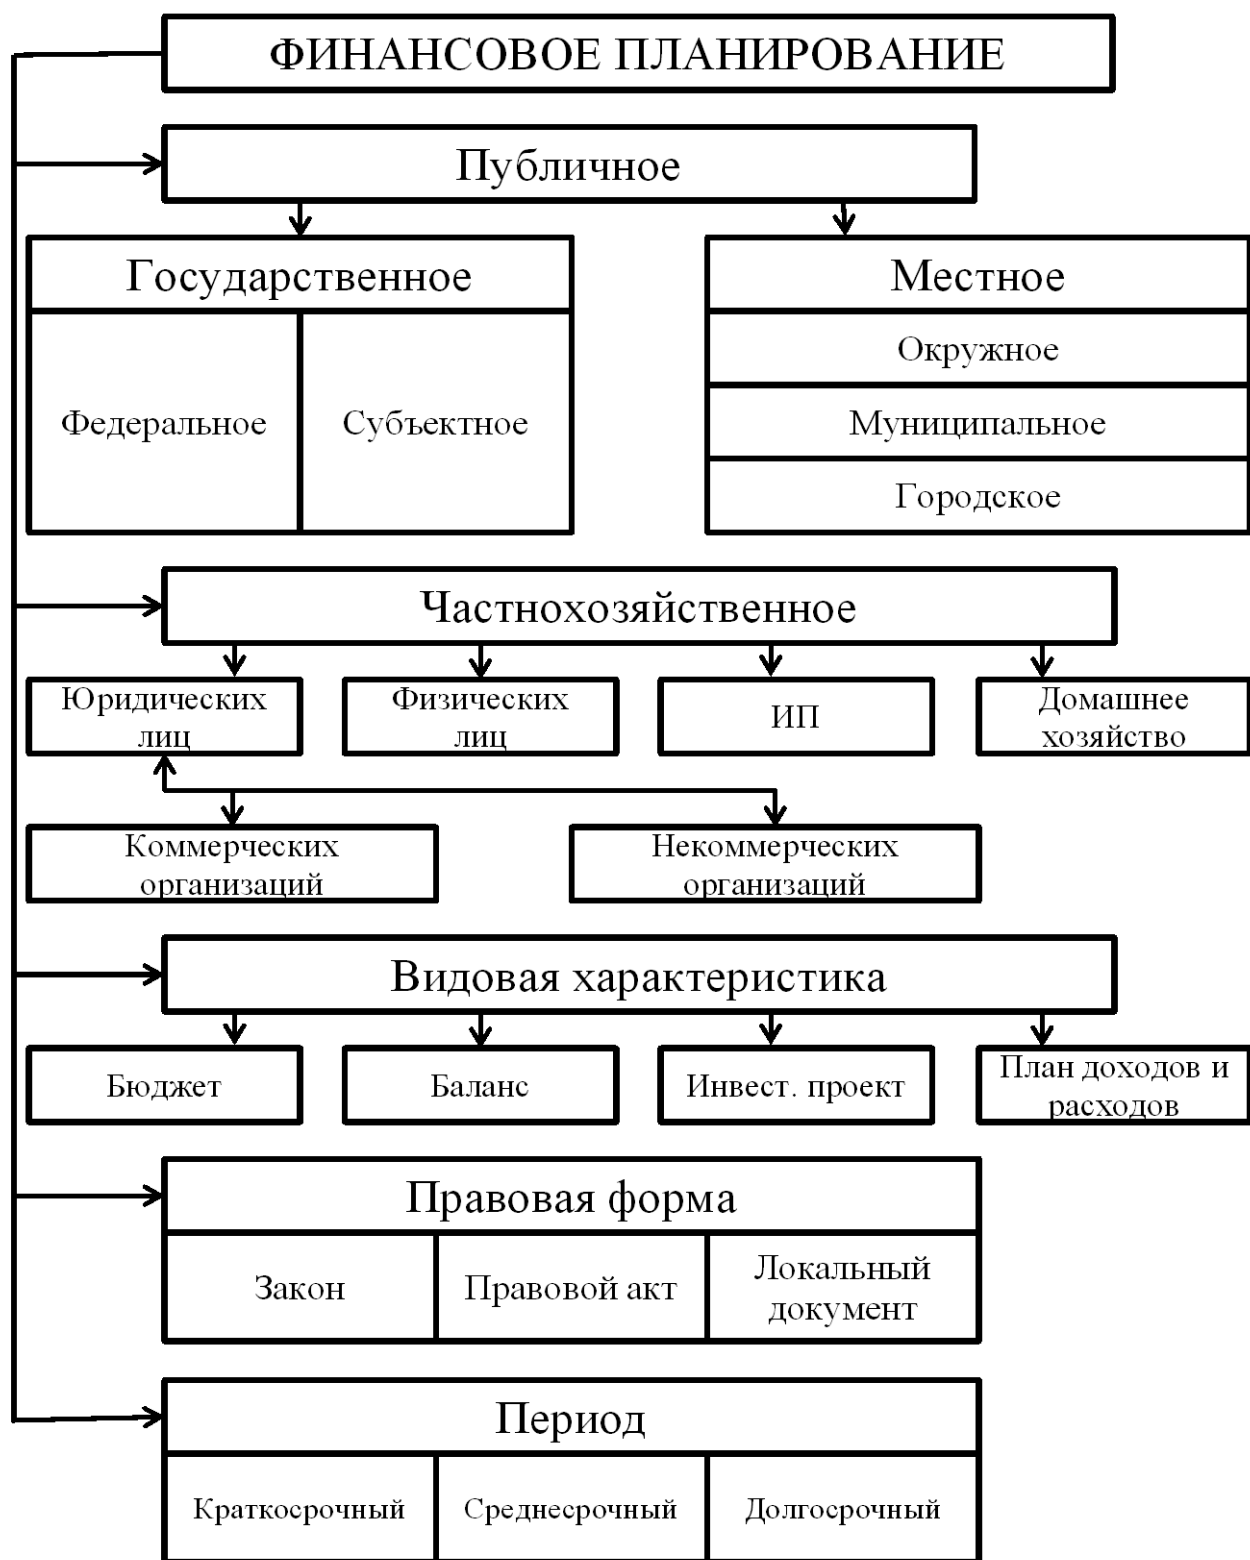 ФИНАНСОВОЕ ПЛАНИРОВАНИЕ
Публичное
Государственное
Местное
Окружное
Федеральное
Субъектное
Муниципальное
Городское
Частнохозяйственное
Юридических
лиц
Физических
лиц
ИП
Домашнее
хозяйство
Коммерческих
организаций
Некоммерческих
организаций
Видовая характеристика
Бюджет
Баланс
Инвест. проект
План доходов и
расходов
Правовая форма
Закон
Правовой акт
Локальный
документ
Период
Краткосрочный
Среднесрочный
Долгосрочный